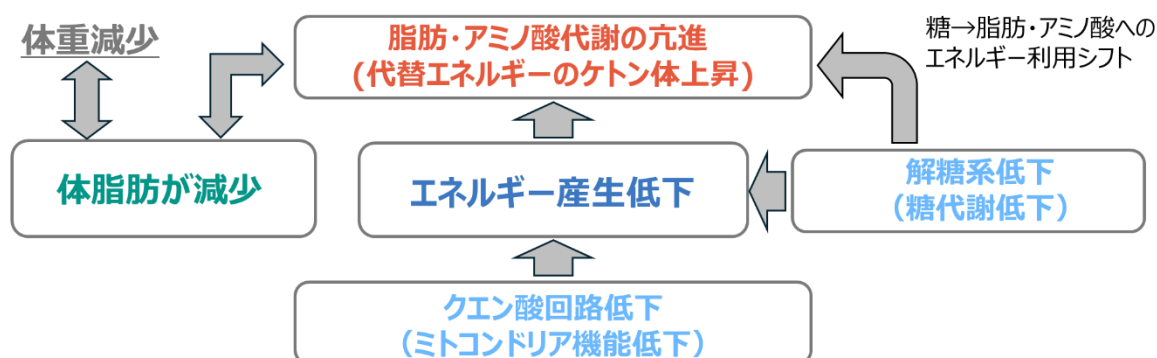 体重減少
脂肪・アミノ酸代謝の亢進
(代替エネルギーのケトン体上昇)
糖→脂肪・アミノ酸への
エネルギー利用シフト
体脂肪が減少
エネルギー産生低下
解糖系低下
（糖代謝低下）
クエン酸回路低下
（ミトコンドリア機能低下）